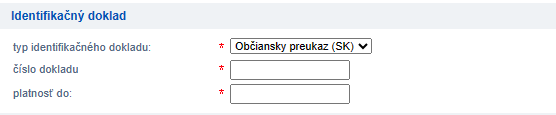 Identifikačný doklad
typ identifikačného dokladu: * Občiansky preukaz (SK)
číslo dokladu *
platnosť do: *